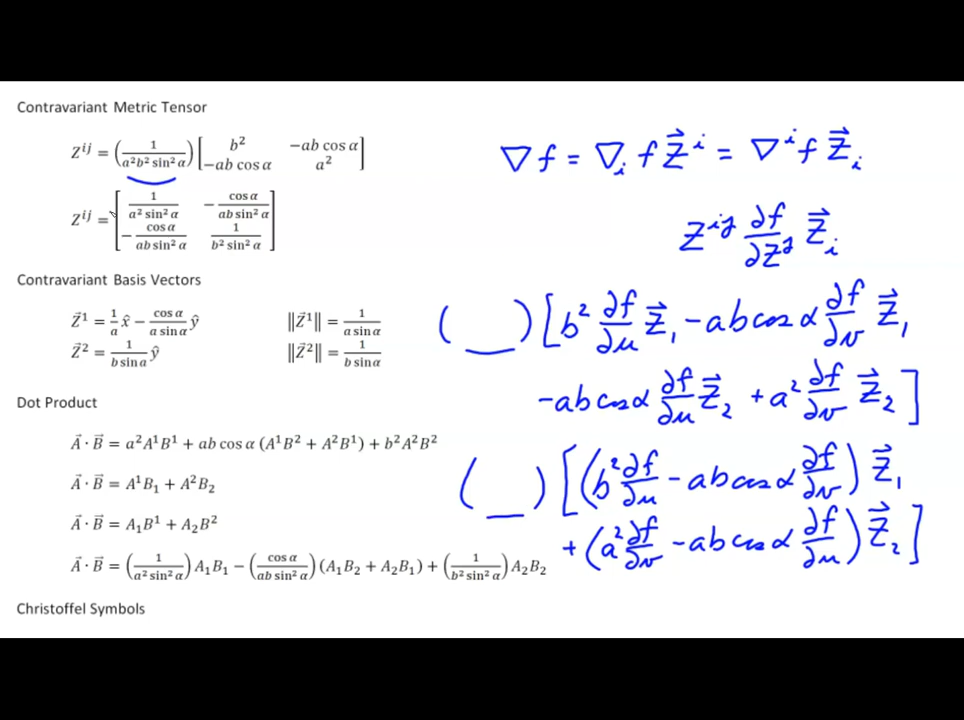 Contravariant Metric Tensor
Z^{ij} = (1/(a²b² sin² α)) [b² −ab cos α; −ab cos α a²]
Z^{ij} = [1/(a² sin² α) −cos α/(ab sin² α); −cos α/(ab sin² α) 1/(b² sin² α)]
Contravariant Basis Vectors
Z⃗¹ = (1/a) x̂ − (cos α/(a sin α)) ŷ ‖Z⃗¹‖ = 1/(a sin α)
Z⃗² = (1/(b sin α)) ŷ ‖Z⃗²‖ = 1/(b sin α)
Dot Product
A⃗ · B⃗ = a²A¹B¹ + ab cos α (A¹B² + A²B¹) + b²A²B²
A⃗ · B⃗ = A¹B₁ + A²B₂
A⃗ · B⃗ = A₁B¹ + A₂B²
A⃗ · B⃗ = (1/(a² sin² α)) A₁B₁ − (cos α/(ab sin² α)) (A₁B₂ + A₂B₁) + (1/(b² sin² α)) A₂B₂
Christoffel Symbols
∇f = ∇ᵢ f Z⃗ⁱ = ∇ⁱ f Z⃗ᵢ
Z^{ij} ∂f/∂Z^j Z⃗ᵢ
( __ ) [b² ∂f/∂u Z⃗₁ − ab cos α ∂f/∂v Z⃗₁
− ab cos α ∂f/∂u Z⃗₂ + a² ∂f/∂v Z⃗₂]
( __ ) [(b² ∂f/∂u − ab cos α ∂f/∂v) Z⃗₁
+ (a² ∂f/∂v − ab cos α ∂f/∂u) Z⃗₂]